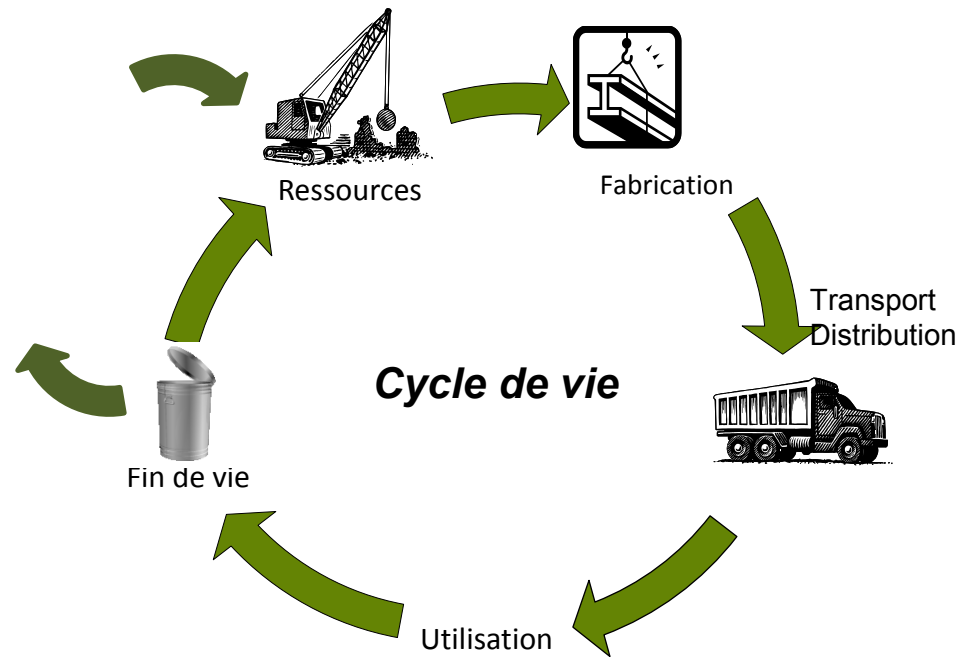 Ressources
Fabrication
Transport
Distribution
Cycle de vie
Fin de vie
Utilisation